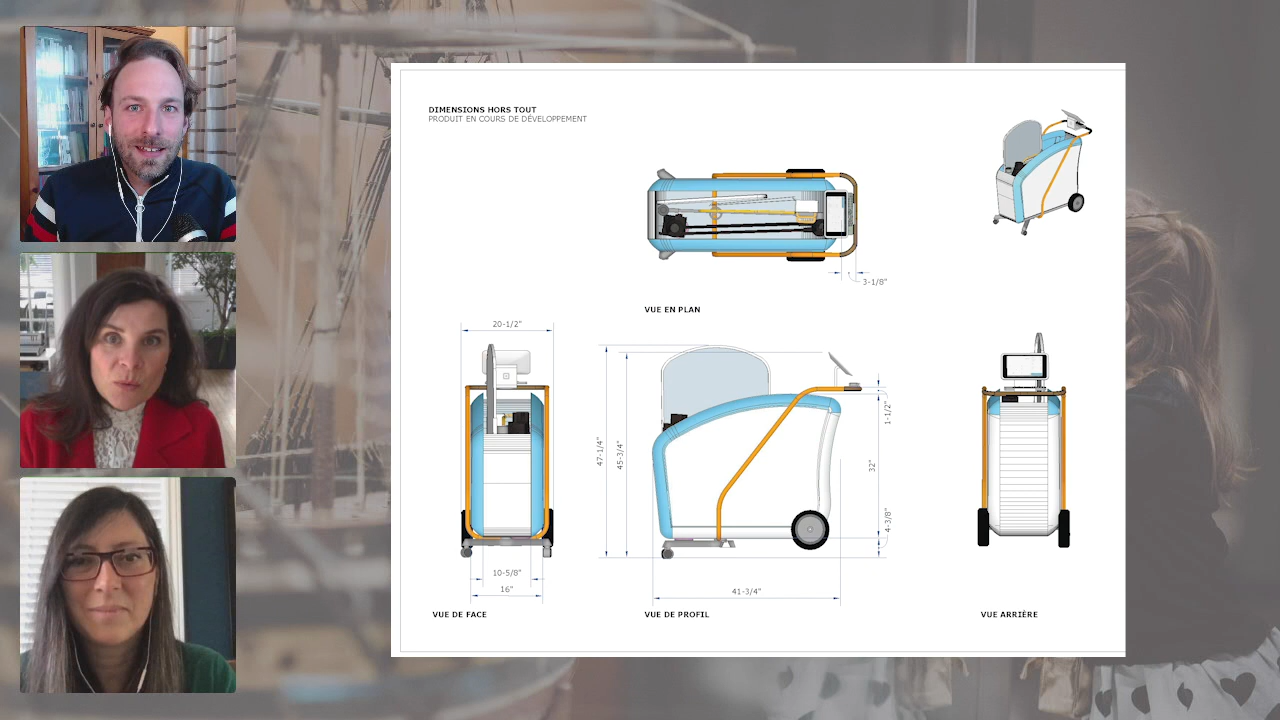 DIMENSIONS HORS TOUT
PRODUIT EN COURS DE DÉVELOPPEMENT
3-1/8"
VUE EN PLAN
20-1/2"
47-1/4"
45-3/4"
1-1/2"
32"
4-3/8"
10-5/8"
16"
41-3/4"
VUE DE FACE
VUE DE PROFIL
VUE ARRIÈRE